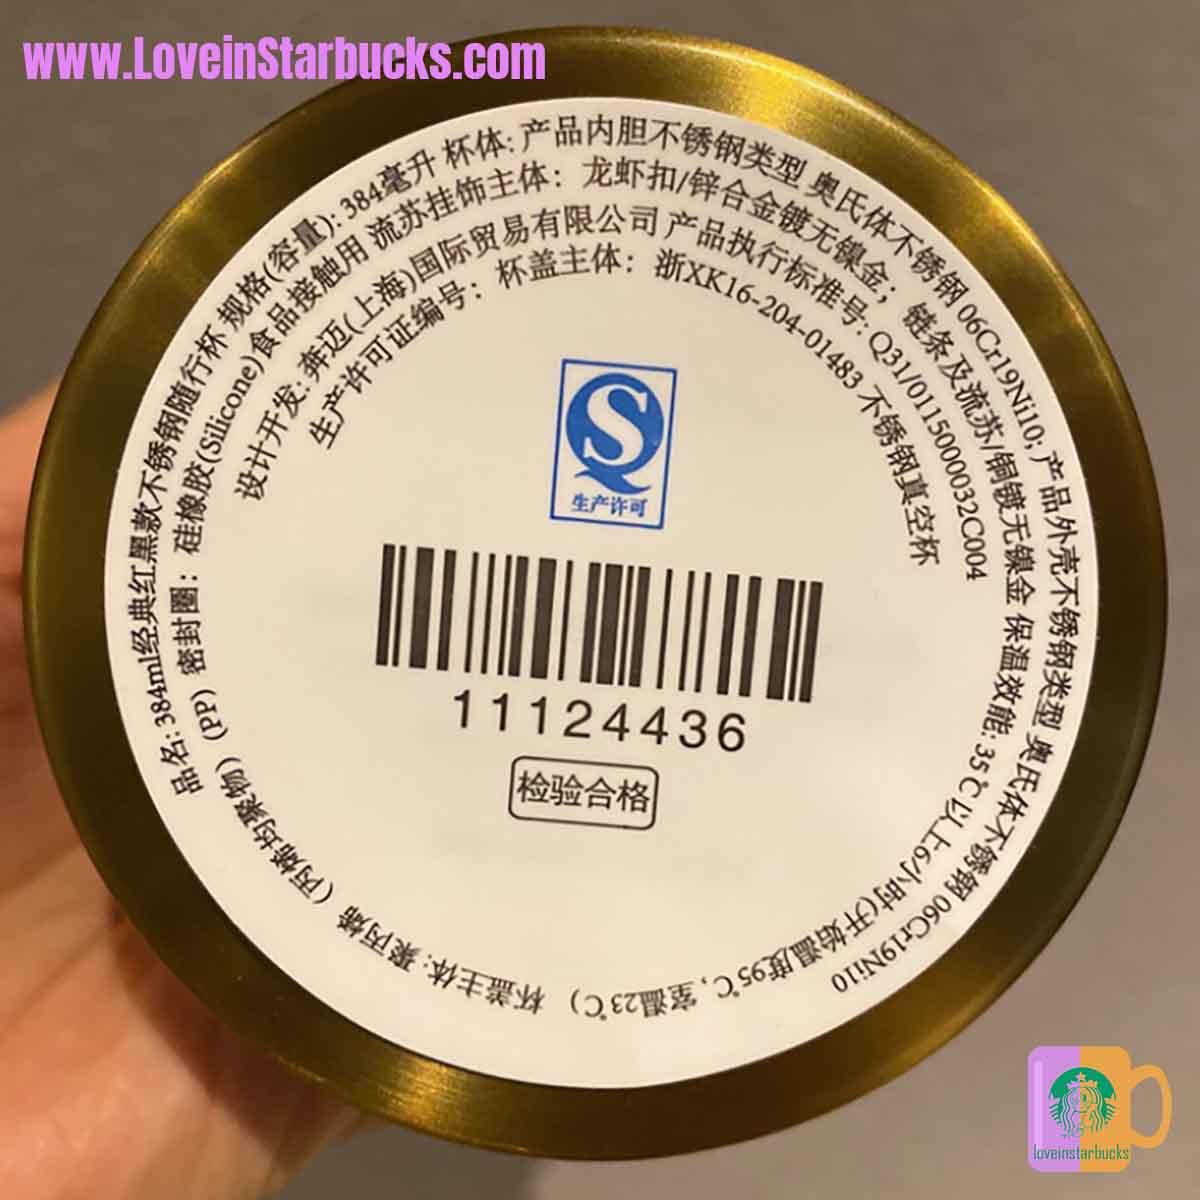 www.LoveinStarbucks.com
品名: 384ml经典红黑款不锈钢随行杯 规格(容量): 384毫升 杯体: 产品内胆不锈钢类型 奥氏体不锈钢 06Cr19Ni10; 产品外壳不锈钢类型 奥氏体不锈钢 06Cr19Ni10
杯盖主体: 聚丙烯 (丙烯均聚物) (PP) 密封圈: 硅橡胶(Silicone)食品接触用 流苏挂饰主体: 龙虾扣/锌合金镀无镍金; 链条及流苏/铜镀无镍金 保温效能: 35℃以上6小时(开始温度95℃, 室温23℃)
设计开发: 奔迈(上海)国际贸易有限公司 产品执行标准号: Q31/0115000032C004
生产许可证编号: 杯盖主体: 浙XK16-204-01483 不锈钢真空杯
生产许可
11124436
检验合格
loveinstarbucks